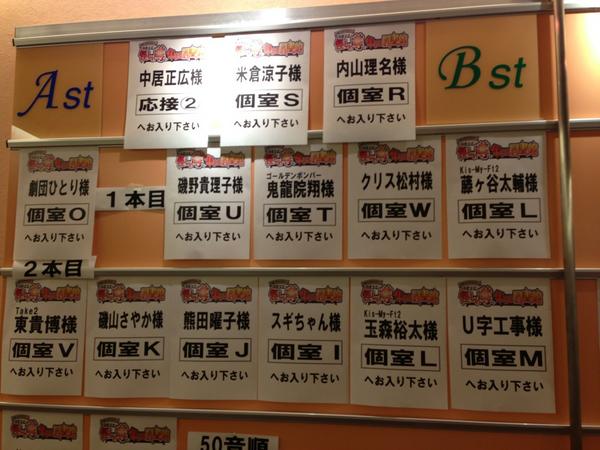 Ast
Bst
中居正広様
応接②
へお入り下さい
米倉涼子様
個室S
へお入り下さい
内山理名様
個室R
へお入り下さい
劇団ひとり様
個室O
へお入り下さい
1本目
磯野貴理子様
個室U
へお入り下さい
ゴールデンボンバー
鬼龍院翔様
個室T
へお入り下さい
クリス松村様
個室W
へお入り下さい
Kis-My-Ft2
藤ヶ谷太輔様
個室L
へお入り下さい
2本目
Take2
東貴博様
個室V
へお入り下さい
磯山さやか様
個室K
へお入り下さい
熊田曜子様
個室J
へお入り下さい
スギちゃん様
個室I
へお入り下さい
Kis-My-Ft2
玉森裕太様
個室L
へお入り下さい
U字工事様
個室M
へお入り下さい
50音順